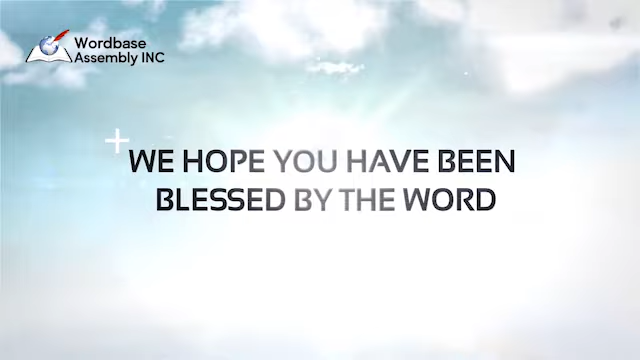 Wordbase
Assembly INC
WE HOPE YOU HAVE BEEN
BLESSED BY THE WORD